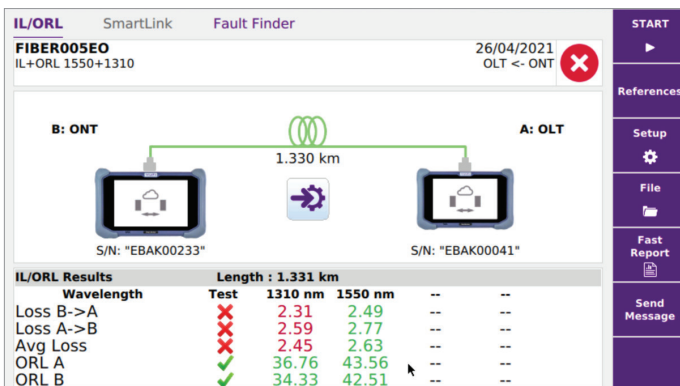 IL/ORL SmartLink Fault Finder
FIBER005EO 26/04/2021
IL+ORL 1550+1310 OLT <- ONT
B: ONT A: OLT
1.330 km
S/N: "EBAK00233" S/N: "EBAK00041"
IL/ORL Results Length : 1.331 km
Wavelength Test 1310 nm 1550 nm -- --
Loss B->A 2.31 2.49 -- --
Loss A->B 2.59 2.77 -- --
Avg Loss 2.45 2.63 -- --
ORL A 36.76 43.56 -- --
ORL B 34.33 42.51 -- --
START
References
Setup
File
Fast
Report
Send
Message